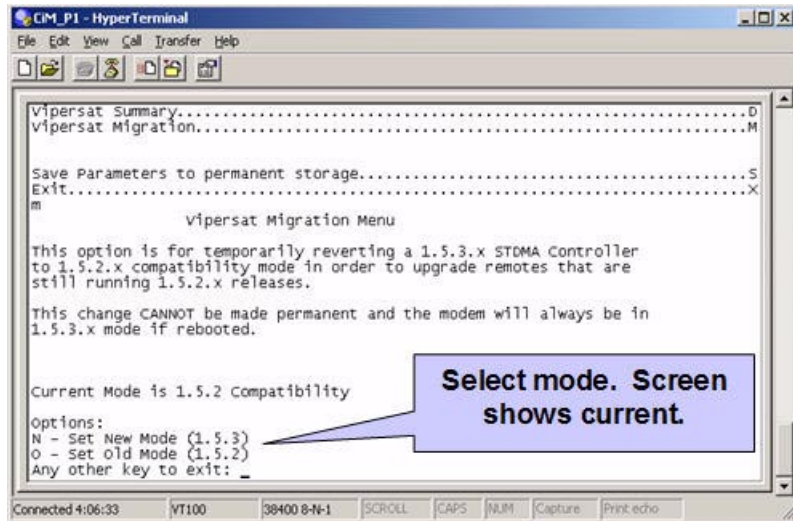 CiM_P1 - HyperTerminal
File Edit View Call Transfer Help
Vipersat Summary..............................................................D
Vipersat Migration............................................................M
Save Parameters to permanent storage..........................................S
Exit..........................................................................X
m
Vipersat Migration Menu
This option is for temporarily reverting a 1.5.3.x STDMA Controller
to 1.5.2.x compatibility mode in order to upgrade remotes that are
still running 1.5.2.x releases.
This change CANNOT be made permanent and the modem will always be in
1.5.3.x mode if rebooted.
Current Mode is 1.5.2 Compatibility
Options:
N - Set New Mode (1.5.3)
O - Set Old Mode (1.5.2)
Any other key to exit: _
Select mode. Screen
shows current.
Connected 4:06:33 VT100 38400 8-N-1 SCROLL CAPS NUM Capture Print echo